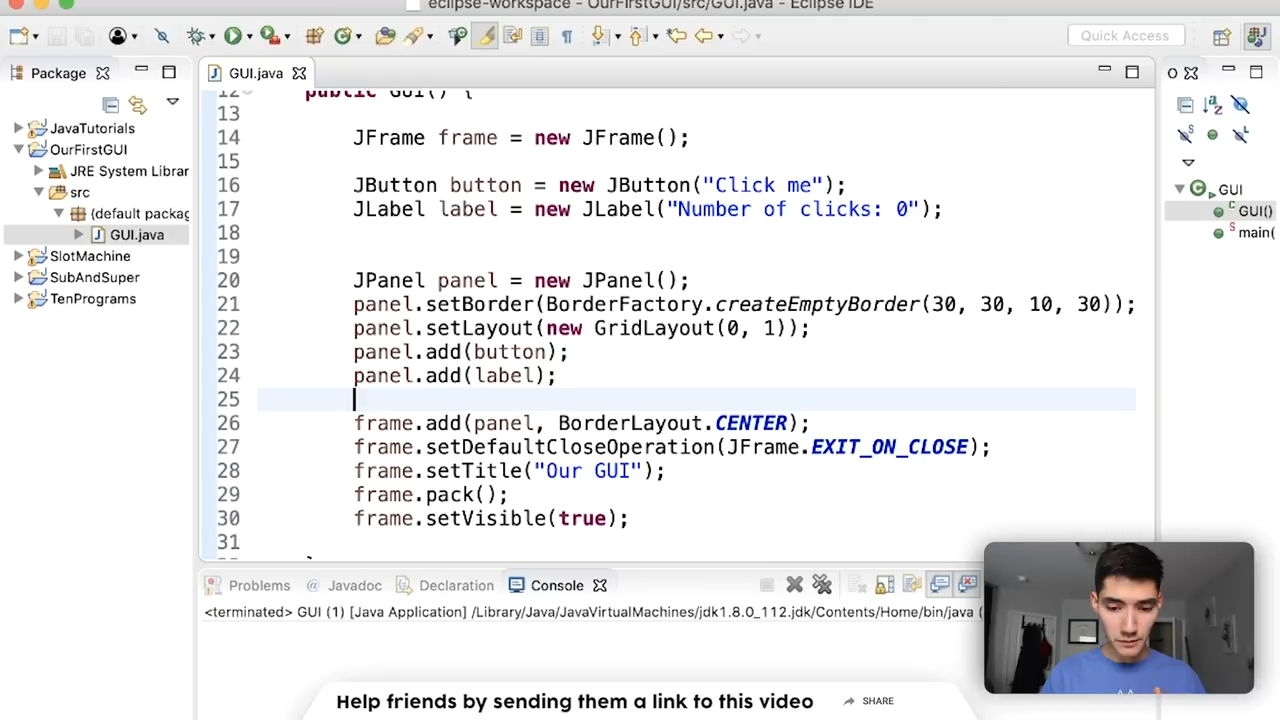 eclipse-workspace - OurFirstGUI/src/GUI.java - Eclipse IDE
Quick Access
Package
GUI.java
O
JavaTutorials
OurFirstGUI
JRE System Librar
src
(default packag
GUI.java
SlotMachine
SubAndSuper
TenPrograms
12 public GUI() {
13
14 JFrame frame = new JFrame();
15
16 JButton button = new JButton("Click me");
17 JLabel label = new JLabel("Number of clicks: 0");
18
19
20 JPanel panel = new JPanel();
21 panel.setBorder(BorderFactory.createEmptyBorder(30, 30, 10, 30));
22 panel.setLayout(new GridLayout(0, 1));
23 panel.add(button);
24 panel.add(label);
25
26 frame.add(panel, BorderLayout.CENTER);
27 frame.setDefaultCloseOperation(JFrame.EXIT_ON_CLOSE);
28 frame.setTitle("Our GUI");
29 frame.pack();
30 frame.setVisible(true);
31
GUI
C GUI()
S main(
Problems @ Javadoc Declaration Console
<terminated> GUI (1) [Java Application] /Library/Java/JavaVirtualMachines/jdk1.8.0_112.jdk/Contents/Home/bin/java (
Help friends by sending them a link to this video SHARE